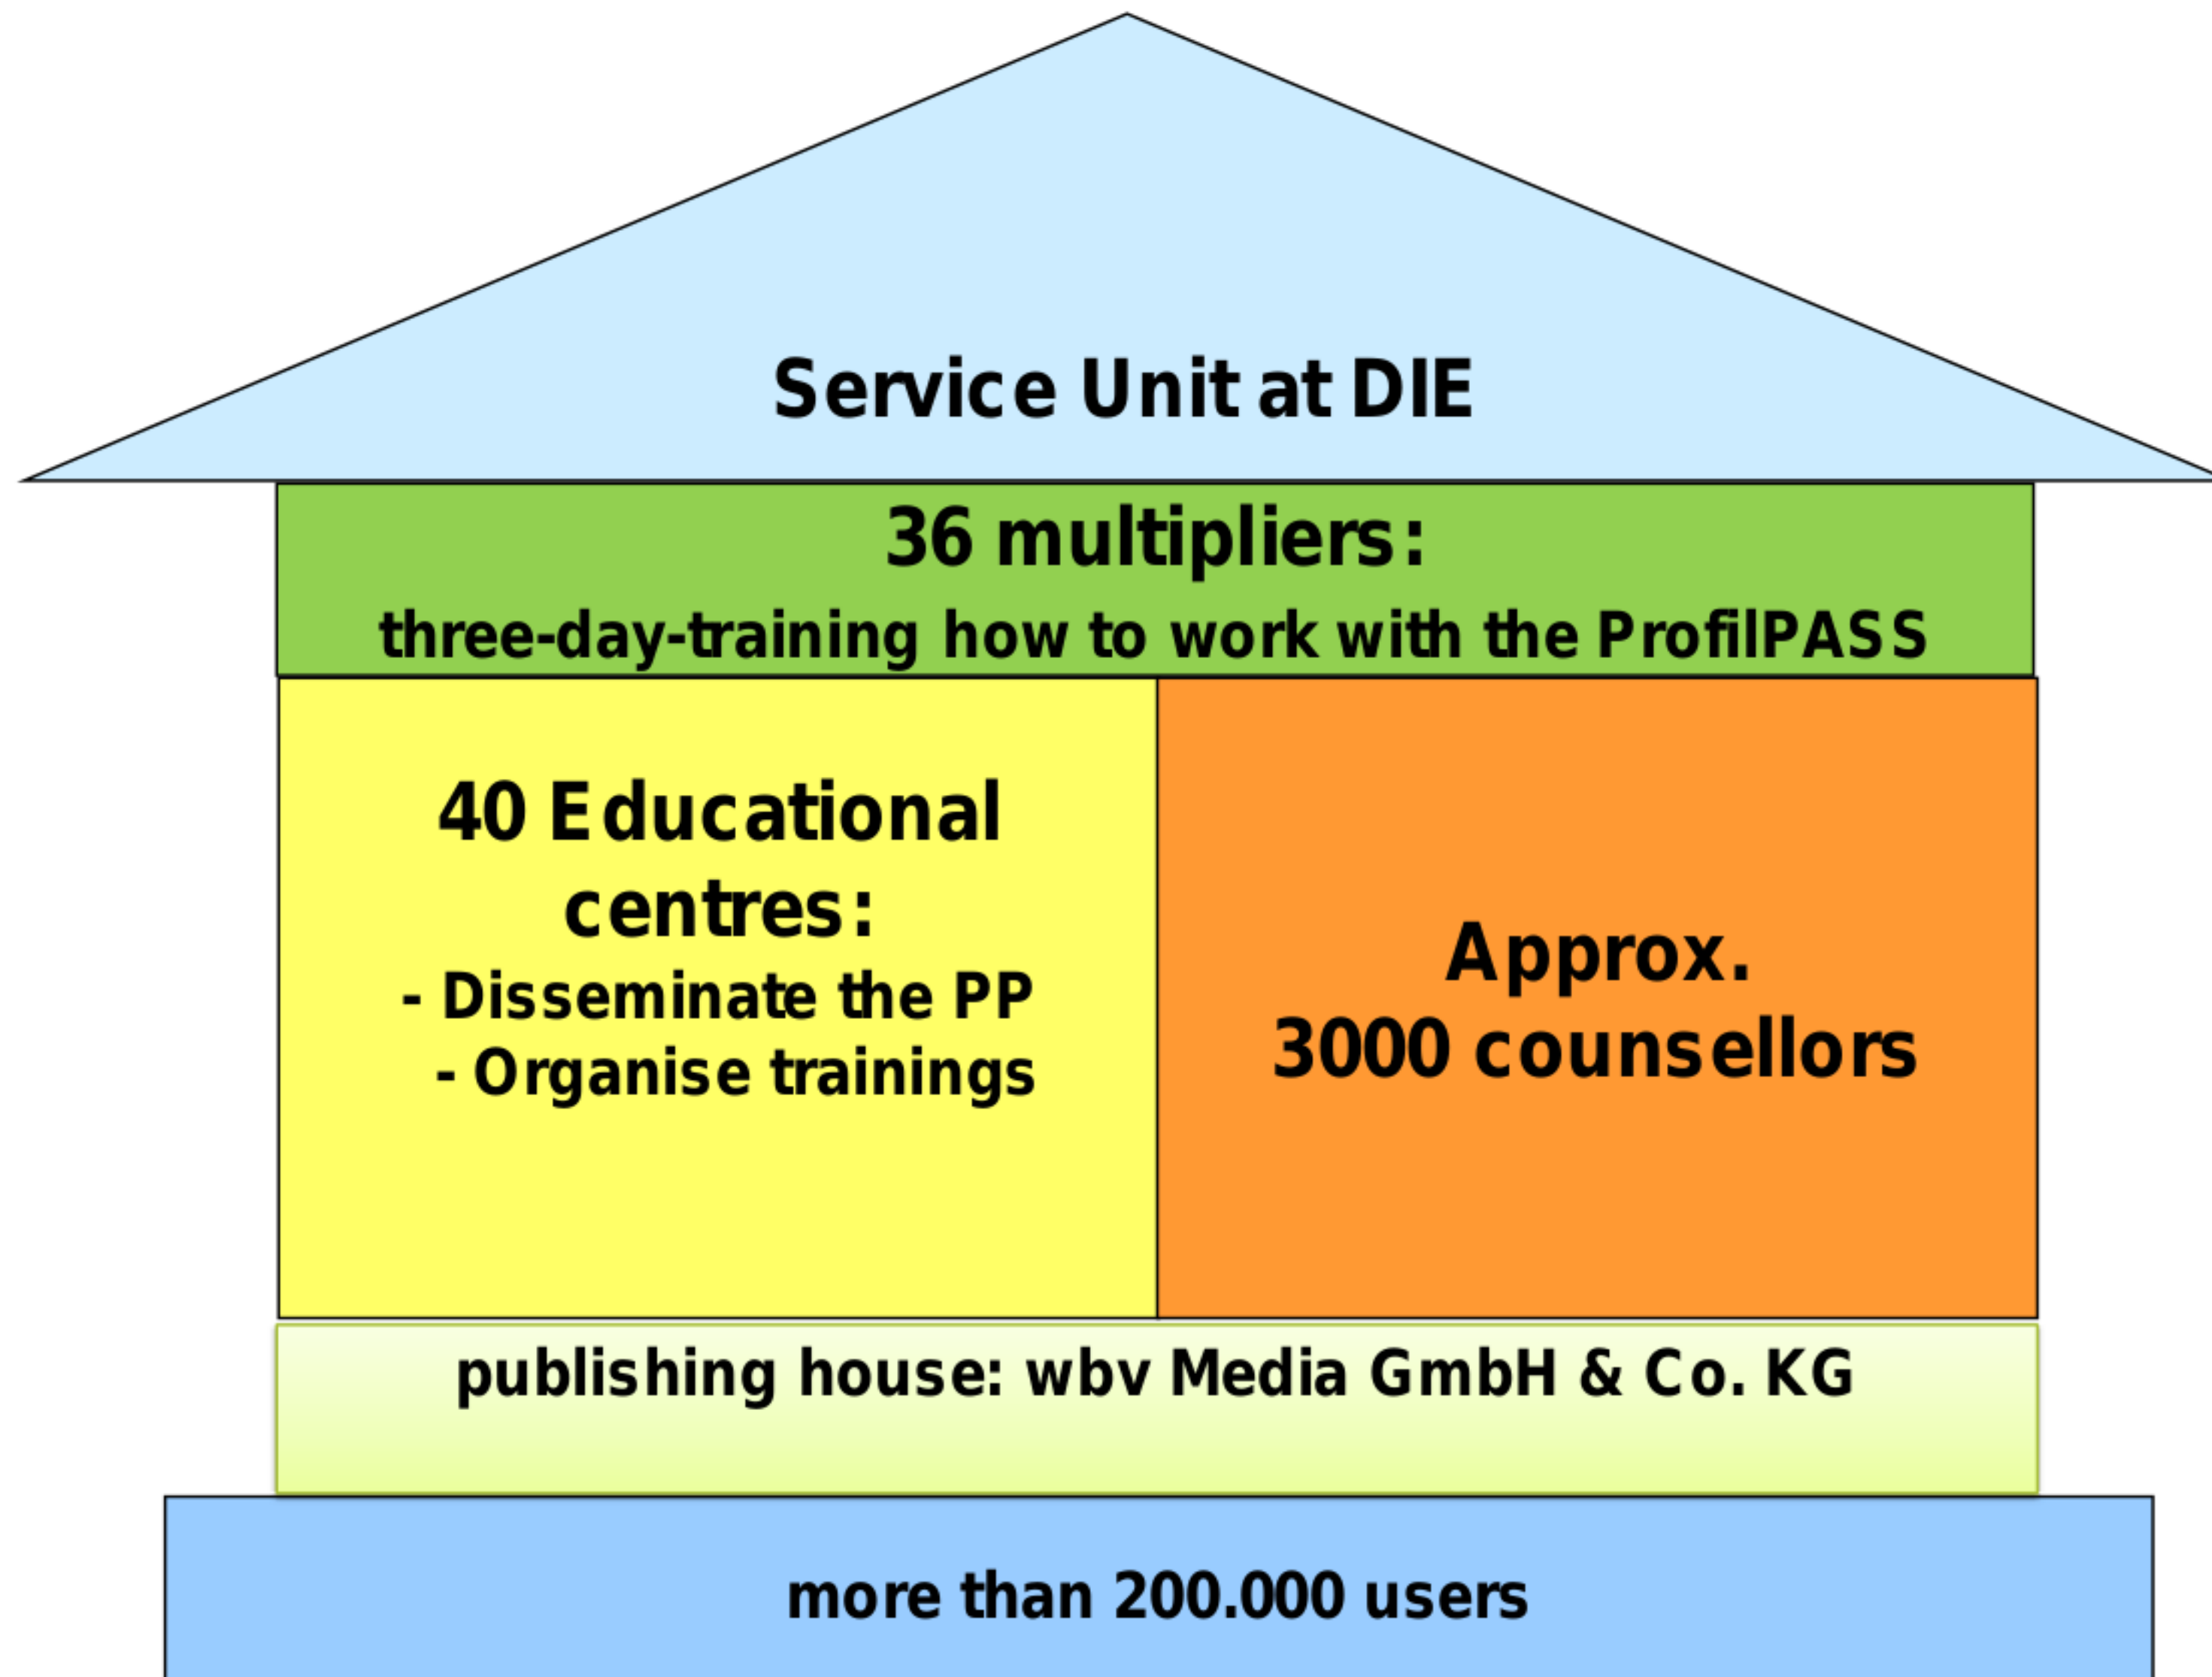 Service Unit at DIE
36 multipliers:
three-day-training how to work with the ProfilPASS
40 Educational
centres:
- Disseminate the PP
- Organise trainings
Approx.
3000 counsellors
publishing house: wbv Media GmbH & Co. KG
more than 200.000 users